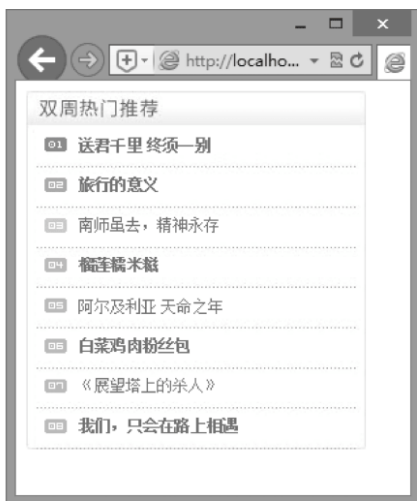 http://localho...
双周热门推荐
01 送君千里 终须一别
02 旅行的意义
03 南师虽去，精神永存
04 榴莲糯米糍
05 阿尔及利亚 天命之年
06 白菜鸡肉粉丝包
07 《展望塔上的杀人》
08 我们，只会在路上相遇